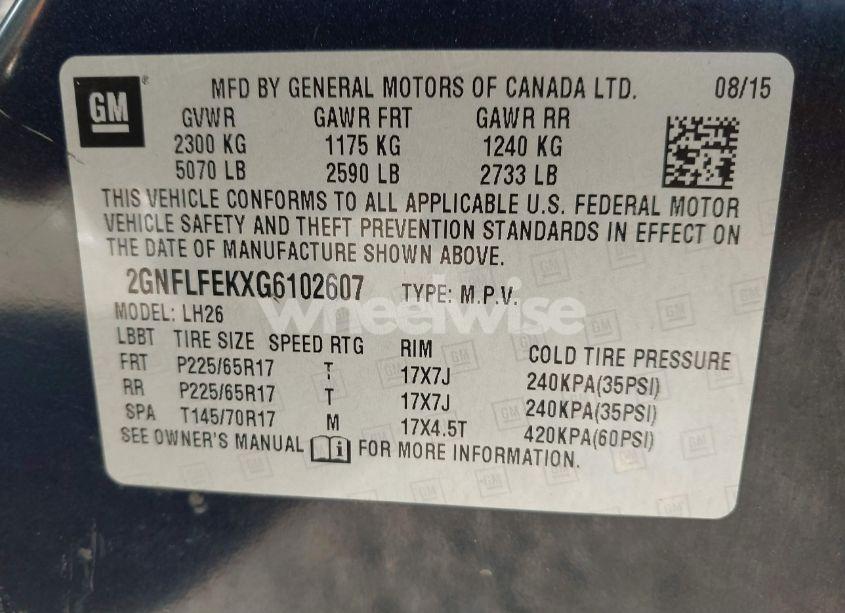 GM ® MFD BY GENERAL MOTORS OF CANADA LTD. 08/15
GVWR GAWR FRT GAWR RR
2300 KG 1175 KG 1240 KG
5070 LB 2590 LB 2733 LB
THIS VEHICLE CONFORMS TO ALL APPLICABLE U.S. FEDERAL MOTOR
VEHICLE SAFETY AND THEFT PREVENTION STANDARDS IN EFFECT ON
THE DATE OF MANUFACTURE SHOWN ABOVE.
2GNFLFEKXG6102607 TYPE: M.P.V.
wheelwise
MODEL: LH26
LBBT TIRE SIZE SPEED RTG RIM COLD TIRE PRESSURE
FRT P225/65R17 T 17X7J 240KPA(35PSI)
RR P225/65R17 T 17X7J 240KPA(35PSI)
SPA T145/70R17 M 17X4.5T 420KPA(60PSI)
SEE OWNER'S MANUAL i FOR MORE INFORMATION.